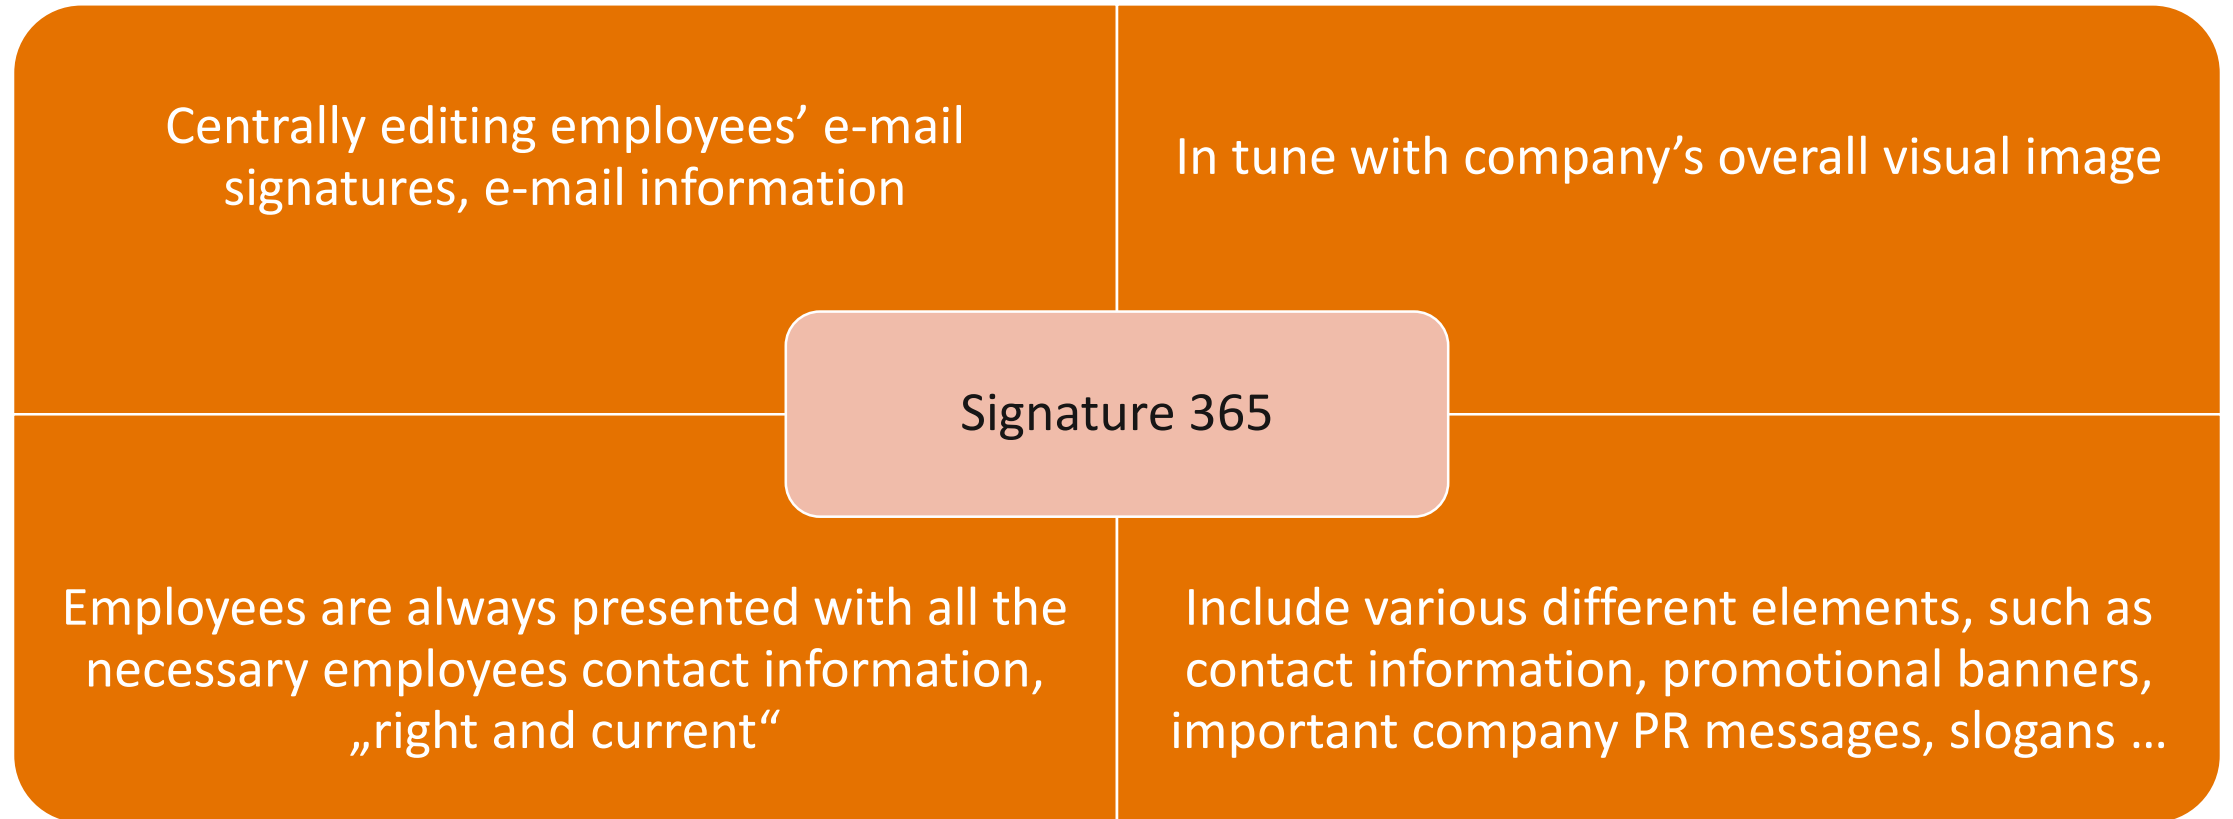 Centrally editing employees’ e-mail
signatures, e-mail information
In tune with company’s overall visual image
Signature 365
Employees are always presented with all the
necessary employees contact information,
„right and current“
Include various different elements, such as
contact information, promotional banners,
important company PR messages, slogans …